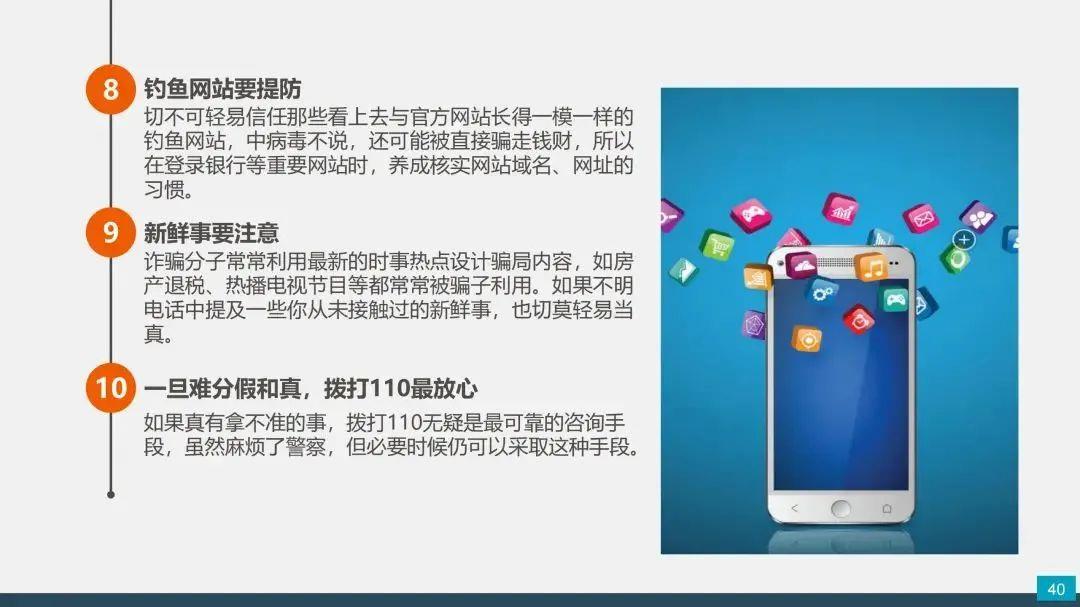 8
钓鱼网站要提防
切不可轻易信任那些看上去与官方网站长得一模一样的
钓鱼网站，中病毒不说，还可能被直接骗走钱财，所以
在登录银行等重要网站时，养成核实网站域名、网址的
习惯。
9
新鲜事要注意
诈骗分子常常利用最新的时事热点设计骗局内容，如房
产退税、热播电视节目等都常常被骗子利用。如果不明
电话中提及一些你从未接触过的新鲜事，也切莫轻易当
真。
10
一旦难分假和真，拨打110最放心
如果真有拿不准的事，拨打110无疑是最可靠的咨询手
段，虽然麻烦了警察，但必要时候仍可以采取这种手段。
40